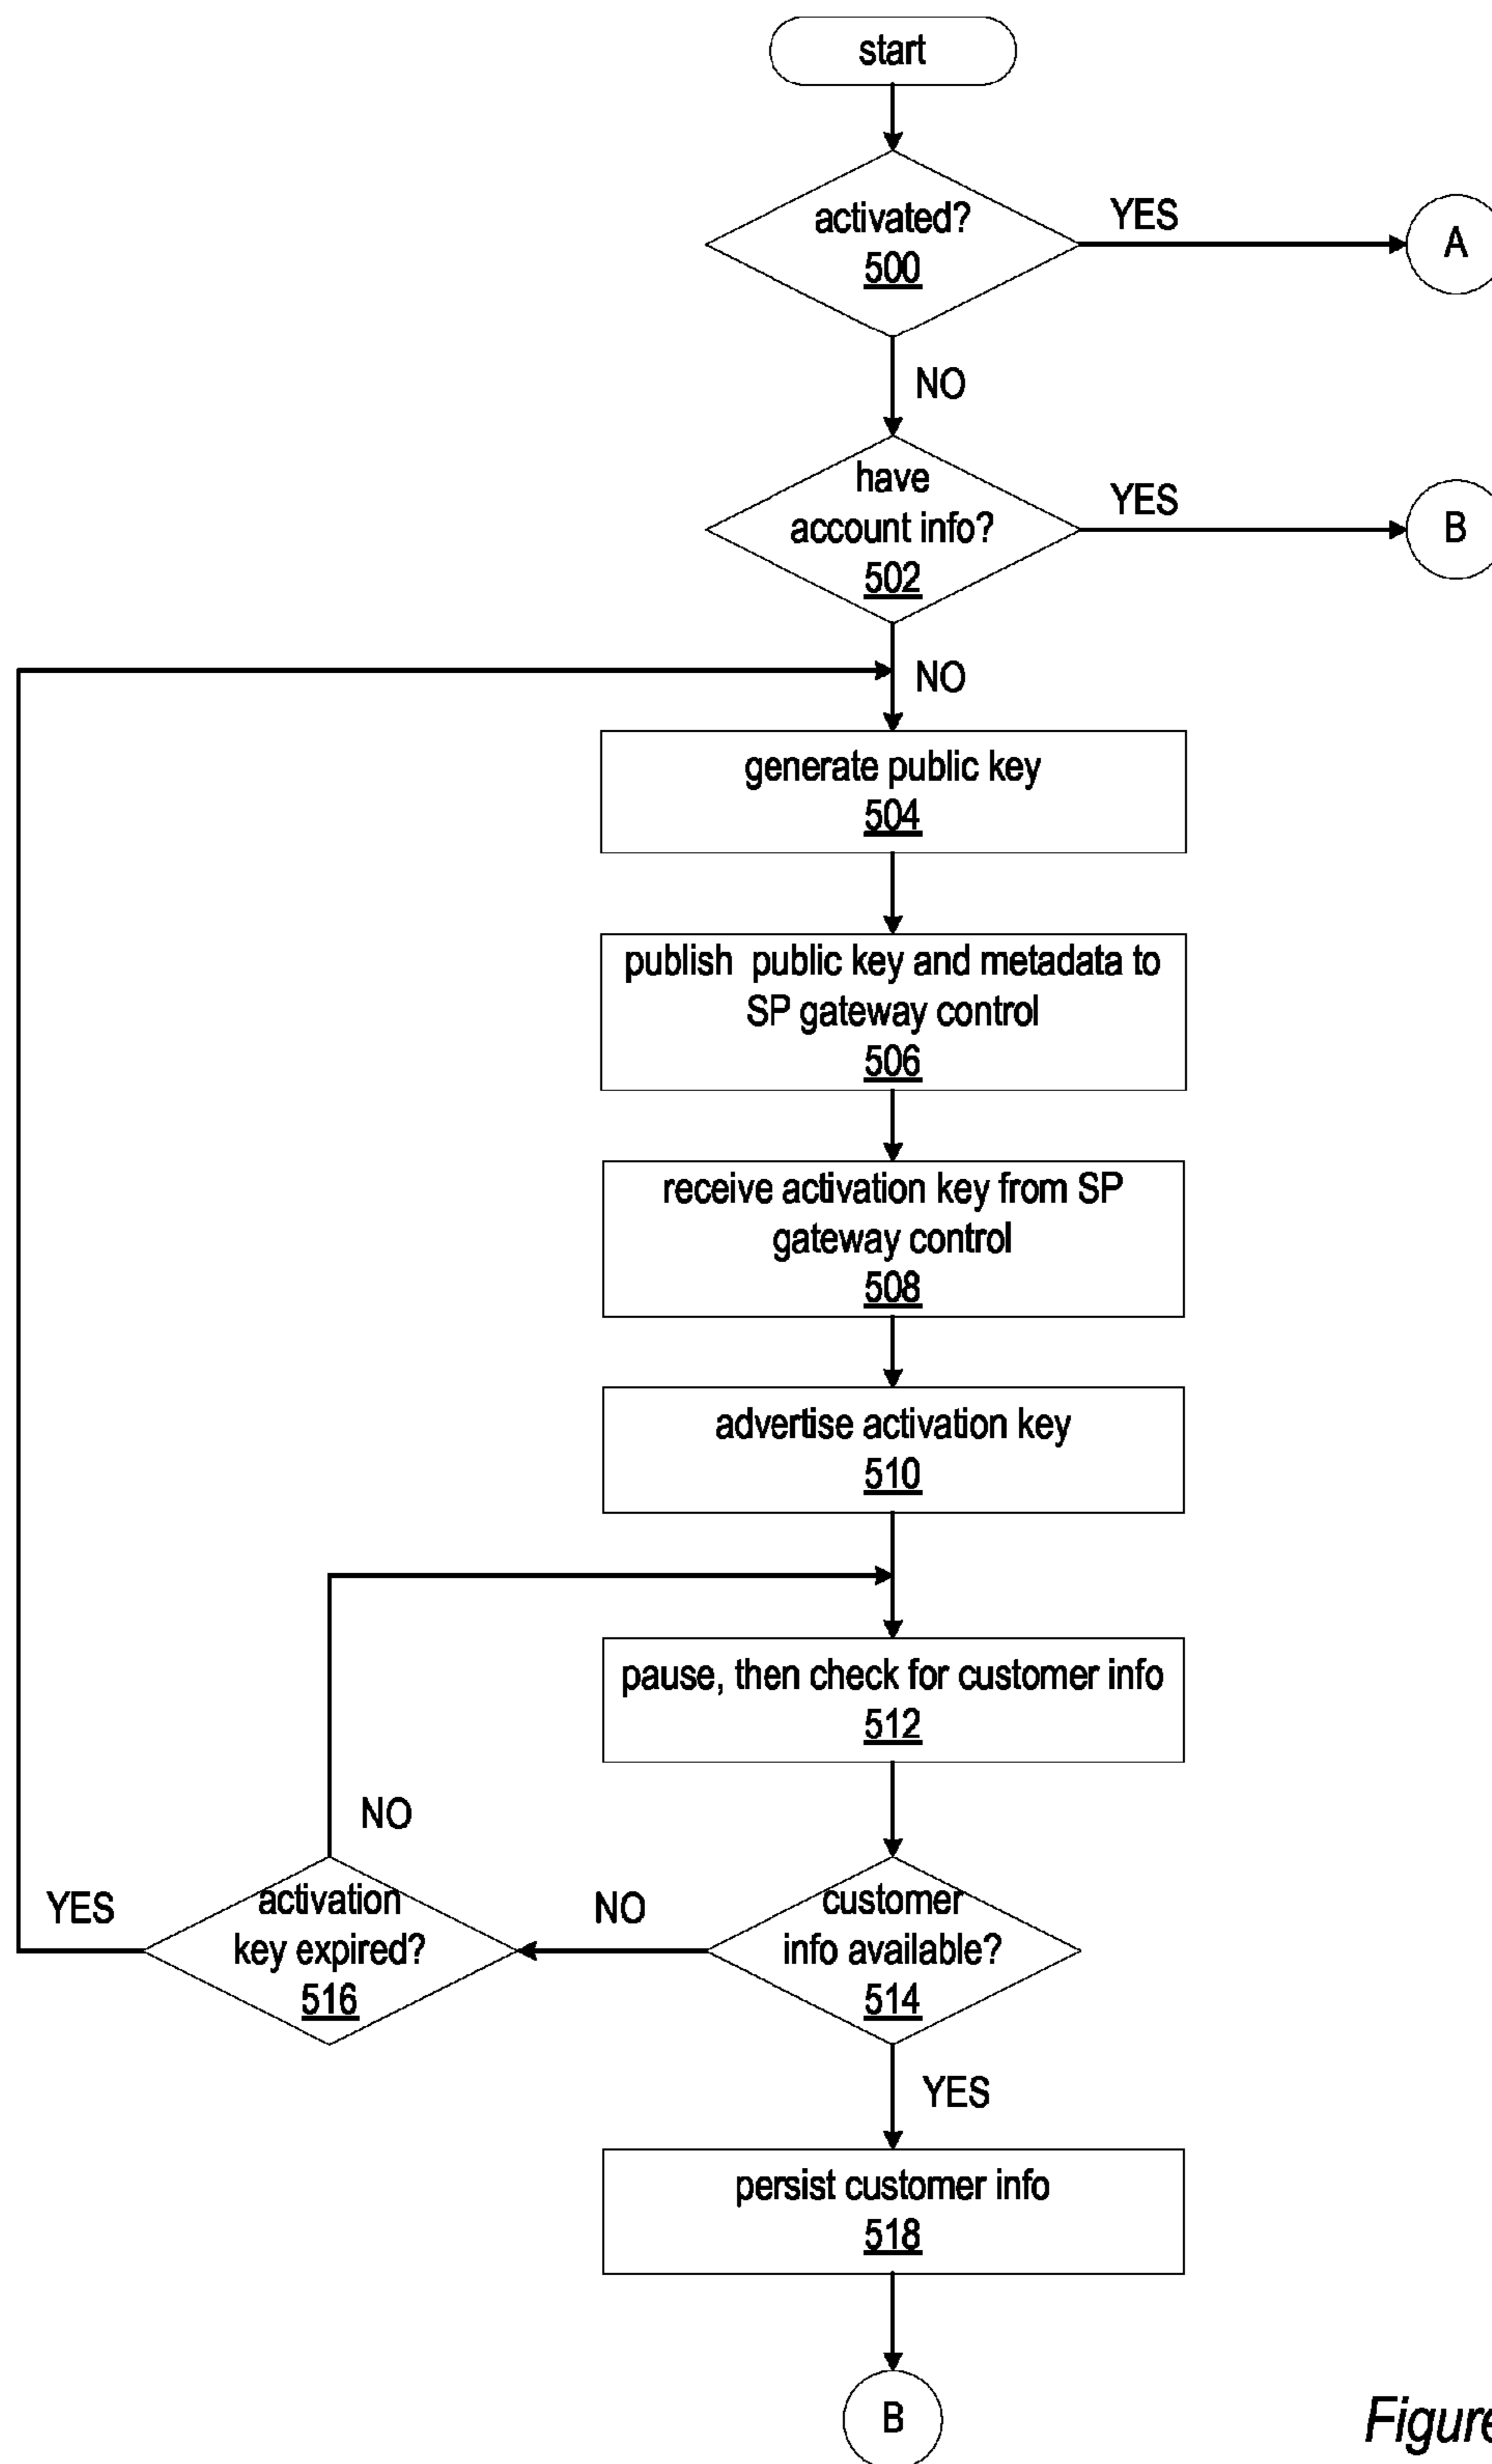 start
activated?
500
YES
A
NO
have
account info?
502
YES
B
NO
generate public key
504
publish public key and metadata to
SP gateway control
506
receive activation key from SP
gateway control
508
advertise activation key
510
pause, then check for customer info
512
NO
YES
activation
key expired?
516
NO
customer
info available?
514
YES
persist customer info
518
B
Figure